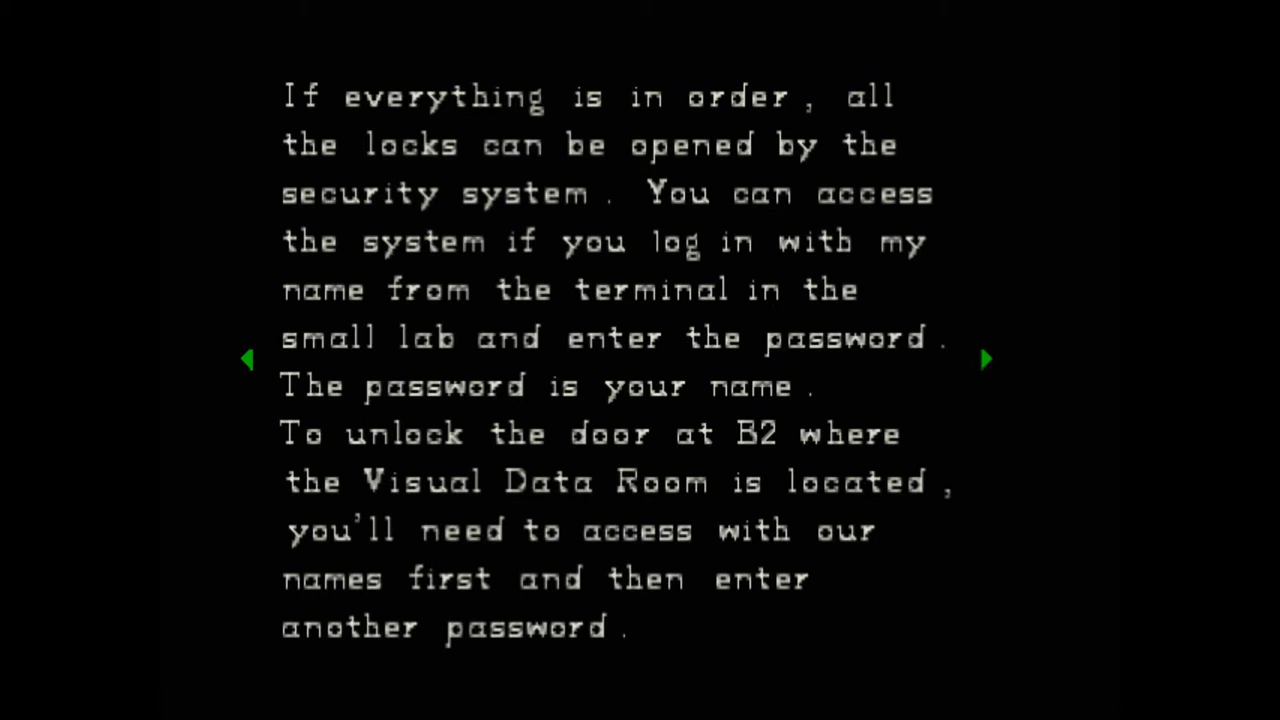 If everything is in order, all
the locks can be opened by the
security system. You can access
the system if you log in with my
name from the terminal in the
small lab and enter the password.
The password is your name.
To unlock the door at B2 where
the Visual Data Room is located,
you'll need to access with our
names first and then enter
another password.